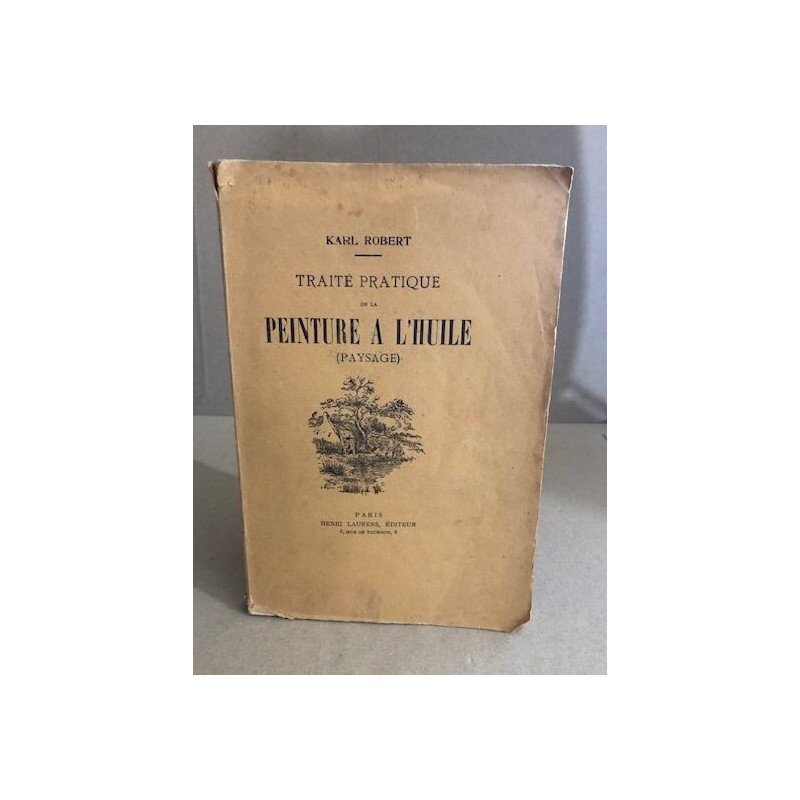 KARL ROBERT
TRAITÉ PRATIQUE
DE LA
PEINTURE A L'HUILE
(PAYSAGE)
PARIS
HENRI LAURENS, ÉDITEUR
6, RUE DE TOURNON, 6